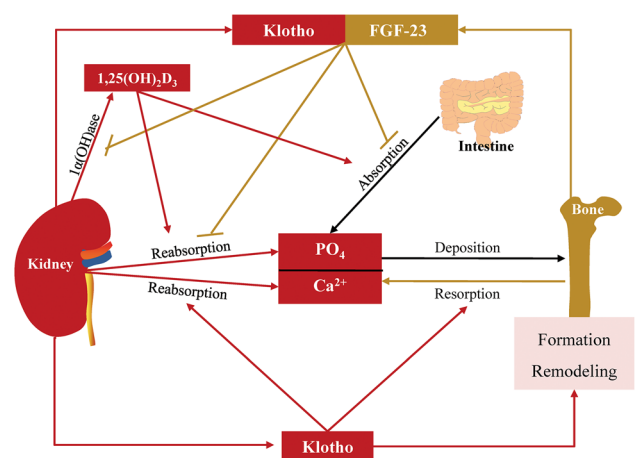 Klotho FGF-23
1,25(OH)₂D₃
1α(OH)ase
Intestine
Absorption
Bone
Kidney
Reabsorption
PO₄
Deposition
Reabsorption
Ca²⁺
Resorption
Formation
Remodeling
Klotho